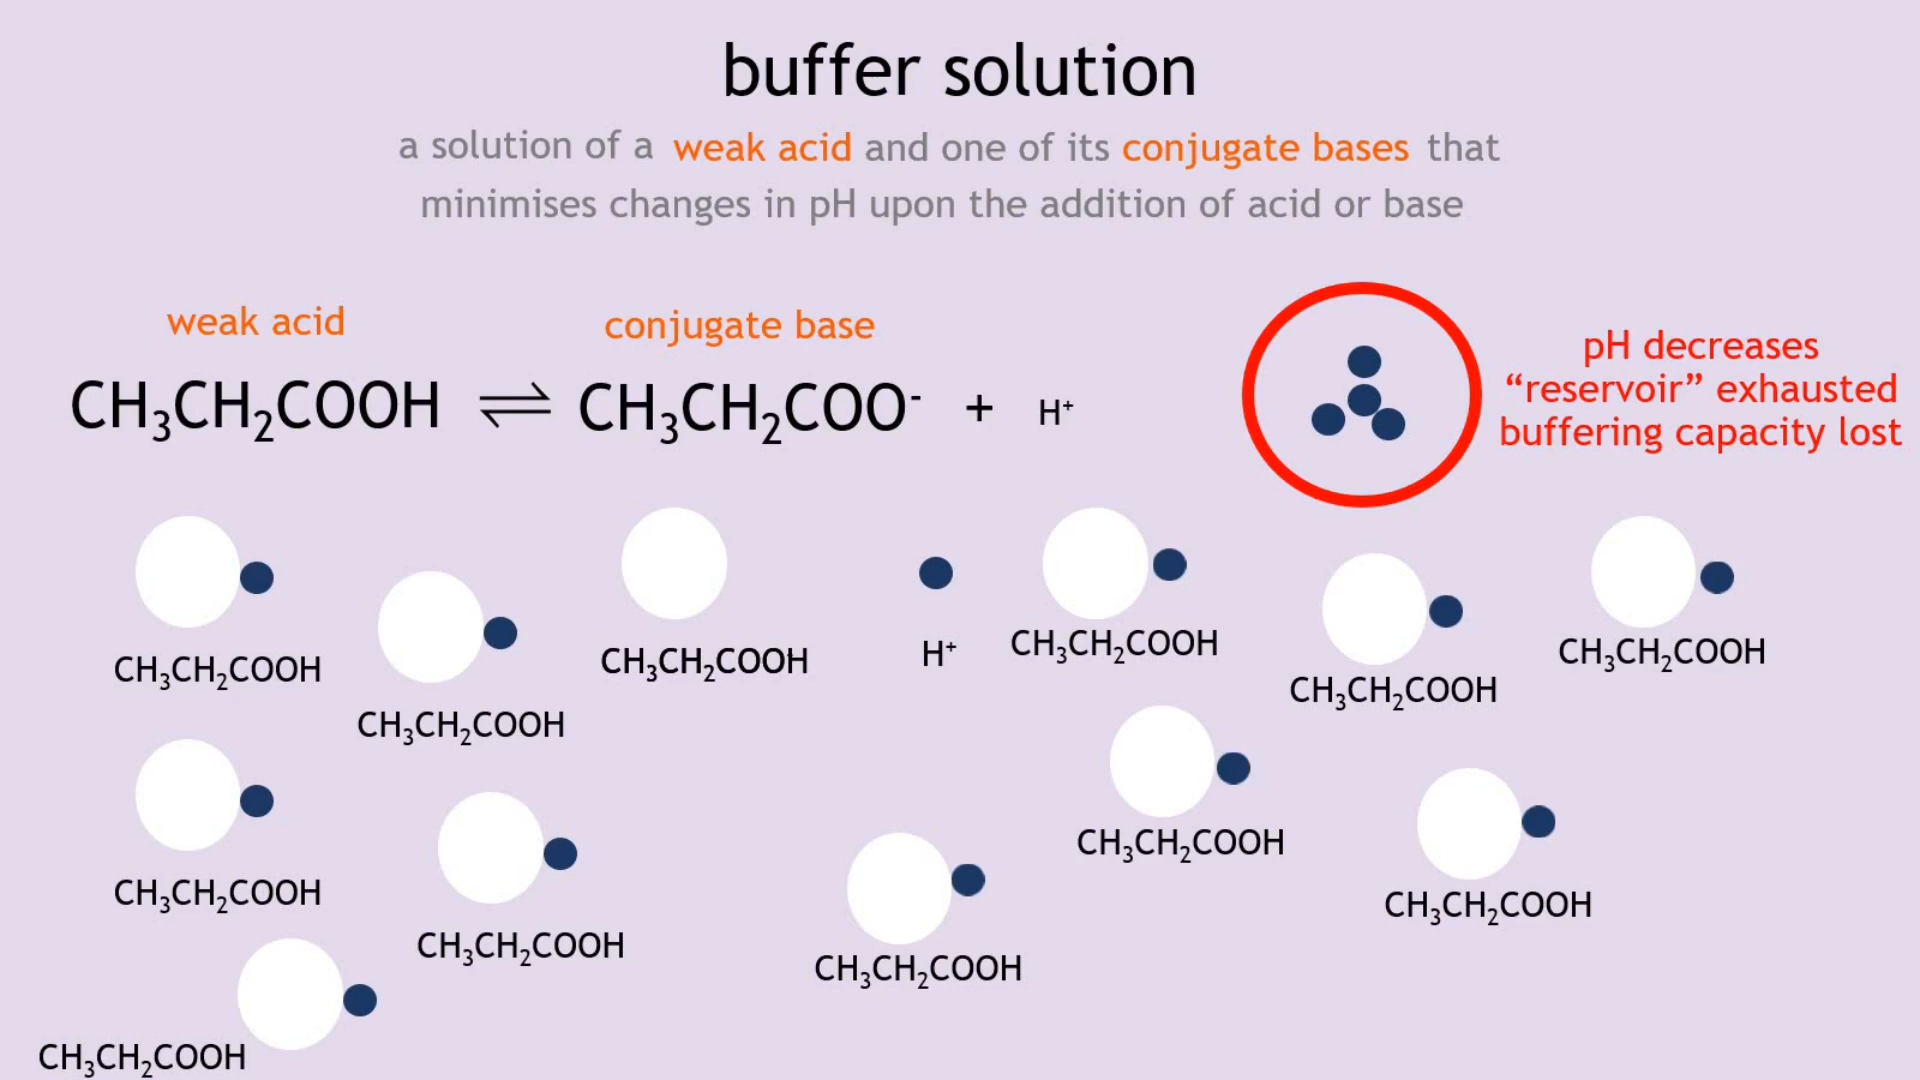 buffer solution
a solution of a weak acid and one of its conjugate bases that
minimises changes in pH upon the addition of acid or base
weak acid
conjugate base
CH₃CH₂COOH ⇌ CH₃CH₂COO⁻ + H⁺
pH decreases
“reservoir” exhausted
buffering capacity lost
CH₃CH₂COOH
CH₃CH₂COOH
CH₃CH₂COOH
H⁺
CH₃CH₂COOH
CH₃CH₂COOH
CH₃CH₂COOH
CH₃CH₂COOH
CH₃CH₂COOH
CH₃CH₂COOH
CH₃CH₂COOH
CH₃CH₂COOH
CH₃CH₂COOH